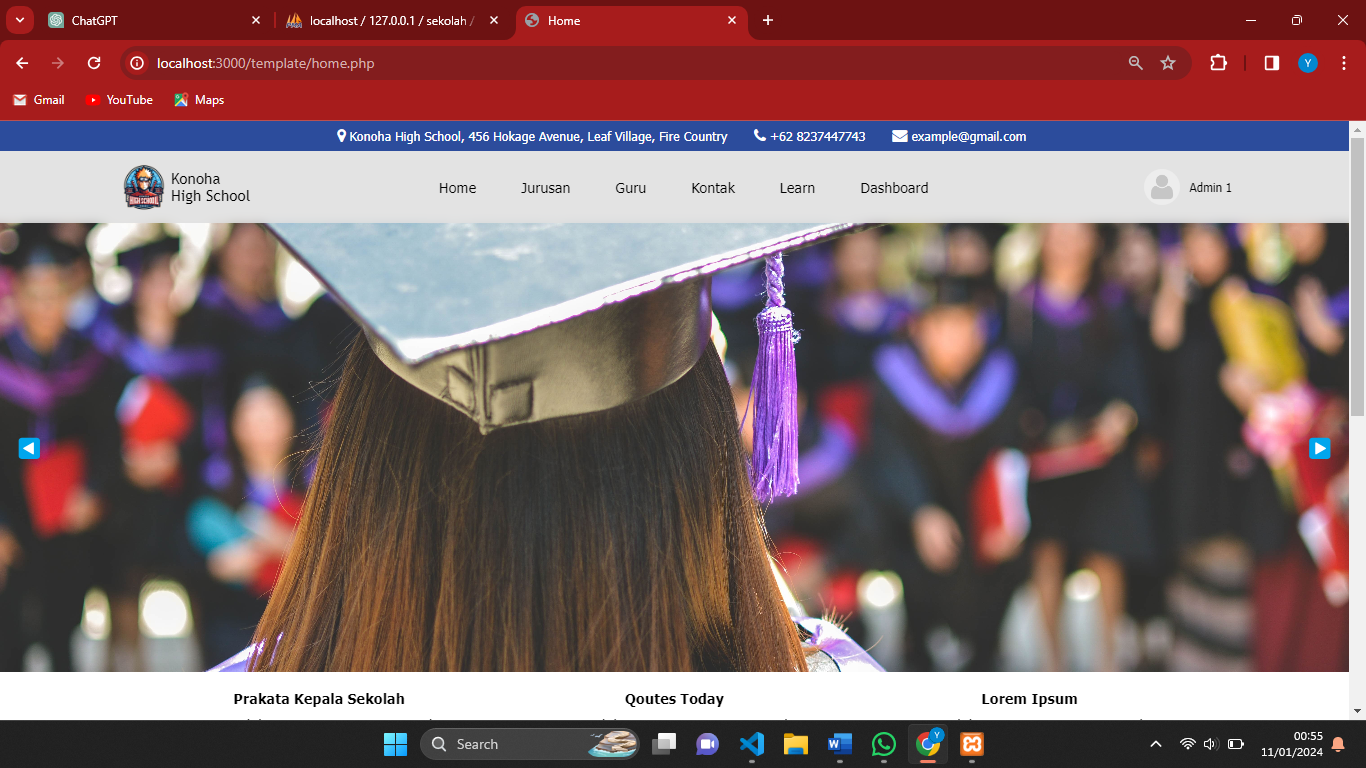 ChatGPT
localhost / 127.0.0.1 / sekolah /
Home
localhost:3000/template/home.php
Gmail
YouTube
Maps
Konoha High School, 456 Hokage Avenue, Leaf Village, Fire Country
+62 8237447743
example@gmail.com
HIGH SCHOOL
Konoha
High School
Home
Jurusan
Guru
Kontak
Learn
Dashboard
Admin 1
Prakata Kepala Sekolah
Qoutes Today
Lorem Ipsum
Search
Y
00:55
11/01/2024